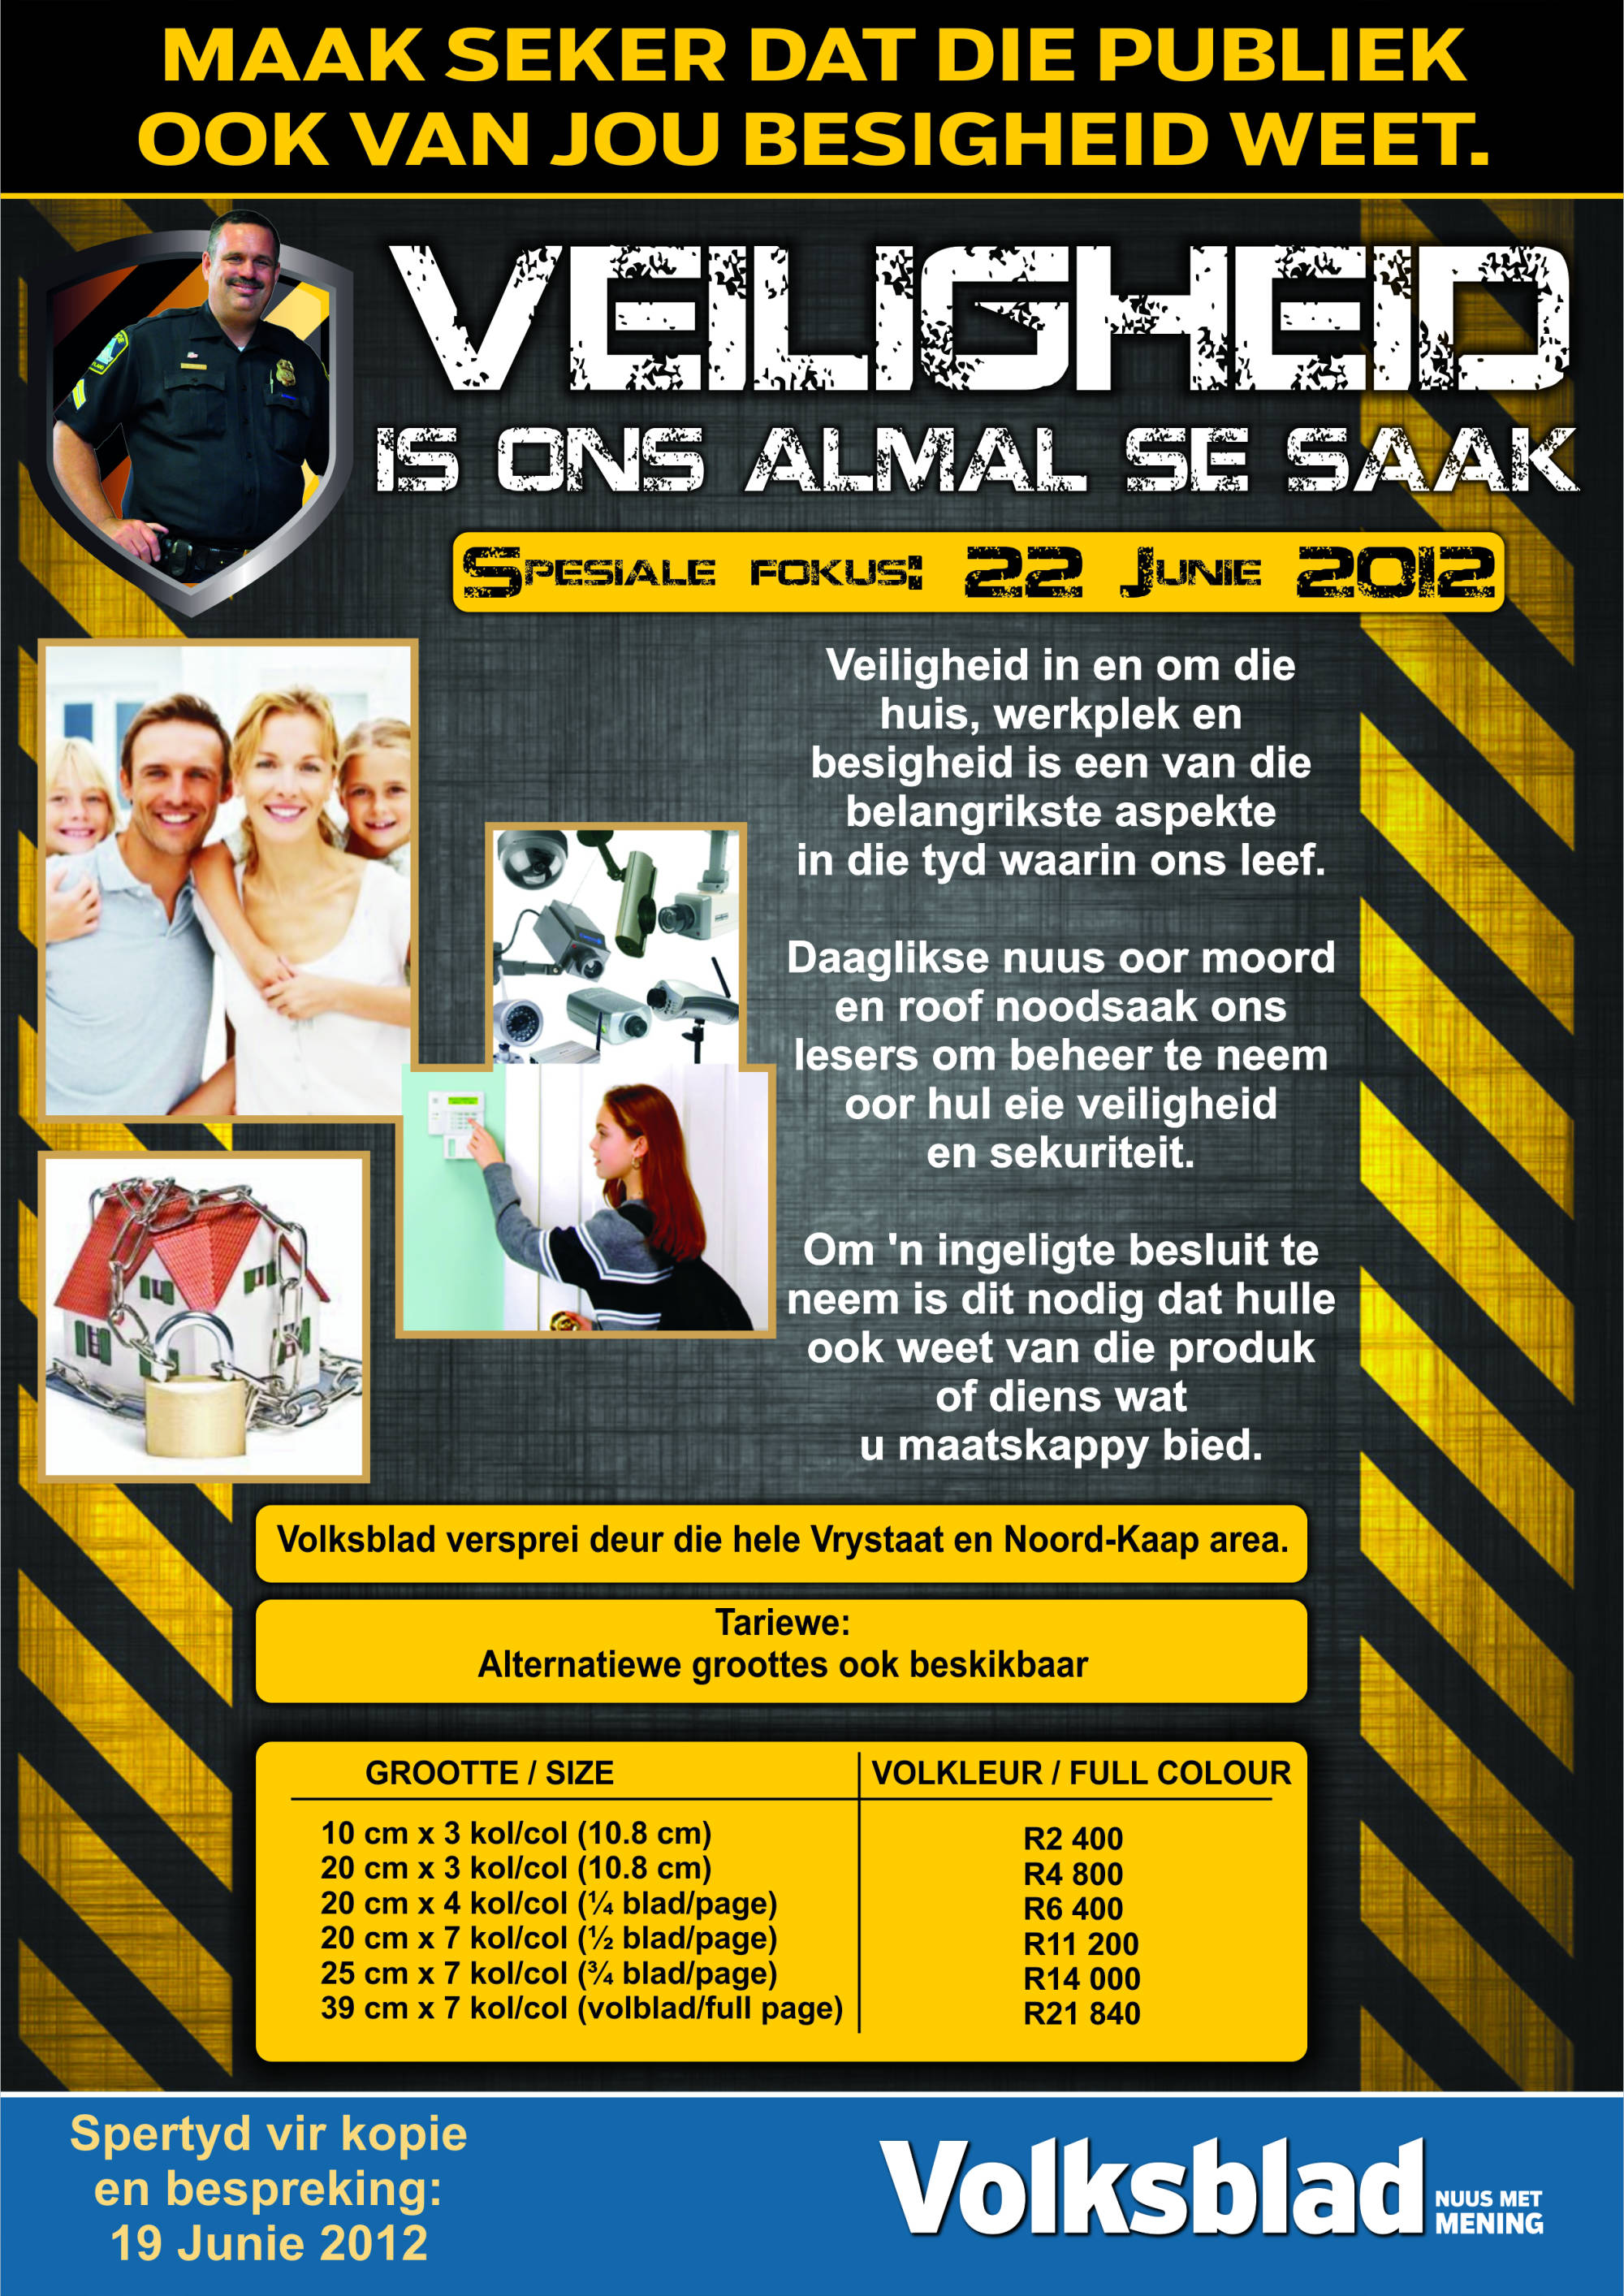 MAAK SEKER DAT DIE PUBLIEK
OOK VAN JOU BESIGHEID WEET.
VEILIGHEID
IS ONS ALMAL SE SAAK
Spesiale fokus: 22 Junie 2012
Veiligheid in en om die
huis, werkplek en
besigheid is een van die
belangrikste aspekte
in die tyd waarin ons leef.
Daaglikse nuus oor moord
en roof noodsaak ons
lesers om beheer te neem
oor hul eie veiligheid
en sekuriteit.
Om 'n ingeligte besluit te
neem is dit nodig dat hulle
ook weet van die produk
of diens wat
u maatskappy bied.
Volksblad versprei deur die hele Vrystaat en Noord-Kaap area.
Tariewe:
Alternatiewe groottes ook beskikbaar
GROOTTE / SIZE VOLKLEUR / FULL COLOUR
10 cm x 3 kol/col (10.8 cm) R2 400
20 cm x 3 kol/col (10.8 cm) R4 800
20 cm x 4 kol/col (¼ blad/page) R6 400
20 cm x 7 kol/col (½ blad/page) R11 200
25 cm x 7 kol/col (¾ blad/page) R14 000
39 cm x 7 kol/col (volblad/full page) R21 840
Spertyd vir kopie
en bespreking:
19 Junie 2012
Volksblad
NUUS MET
MENING